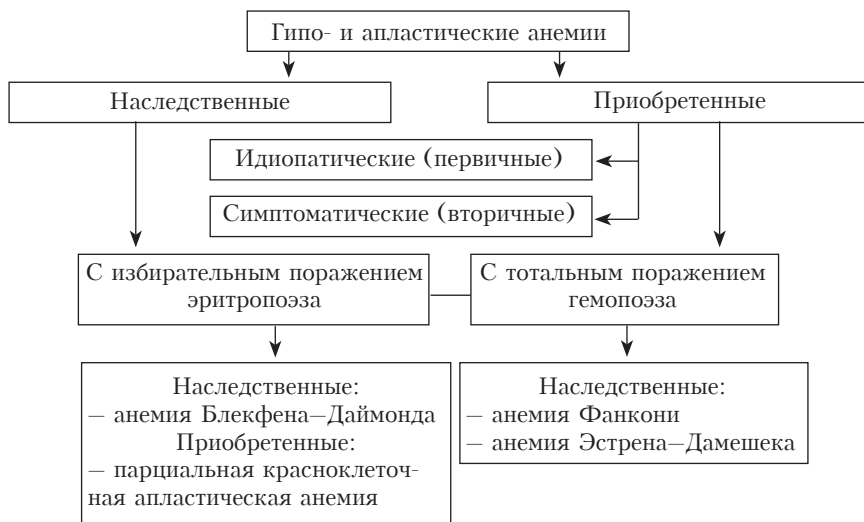 Гипо- и апластические анемии
Наследственные
Приобретенные
Идиопатические (первичные)
Симптоматические (вторичные)
С избирательным поражением
эритропоэза
С тотальным поражением
гемопоэза
Наследственные:
– анемия Блекфена–Даймонда
Приобретенные:
– парциальная красноклеточ-
ная апластическая анемия
Наследственные:
– анемия Фанкони
– анемия Эстрена–Дамешека